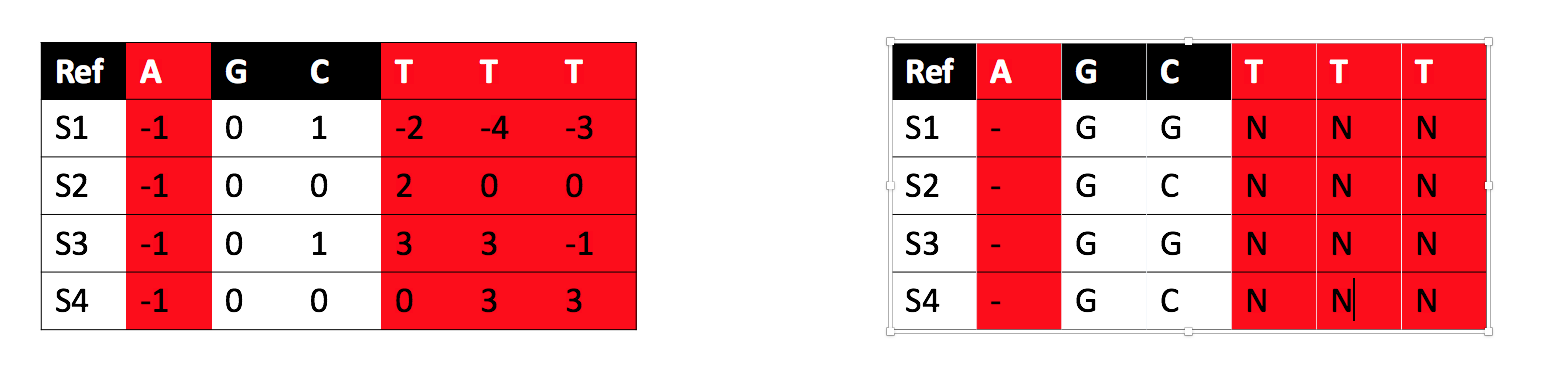 Ref A G C T T T
S1 -1 0 1 -2 -4 -3
S2 -1 0 0 2 0 0
S3 -1 0 1 3 3 -1
S4 -1 0 0 0 3 3
Ref A G C T T T
S1 - G G N N N
S2 - G C N N N
S3 - G G N N N
S4 - G C N N N